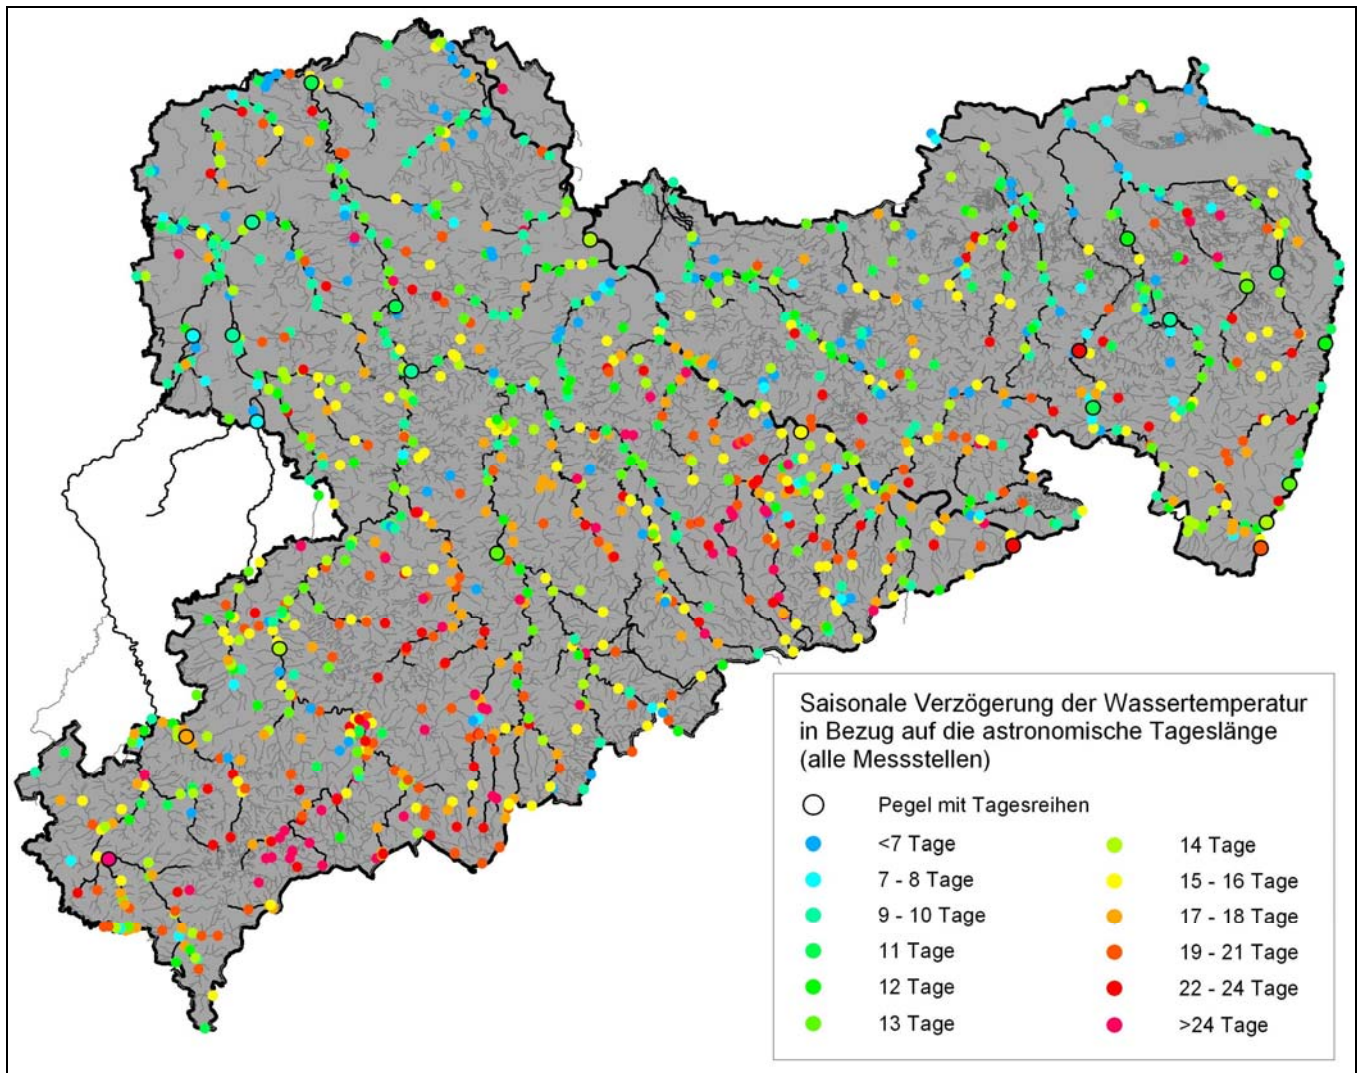 Saisonale Verzögerung der Wassertemperatur
in Bezug auf die astronomische Tageslänge
(alle Messstellen)
Pegel mit Tagesreihen
<7 Tage
7 - 8 Tage
9 - 10 Tage
11 Tage
12 Tage
13 Tage
14 Tage
15 - 16 Tage
17 - 18 Tage
19 - 21 Tage
22 - 24 Tage
>24 Tage